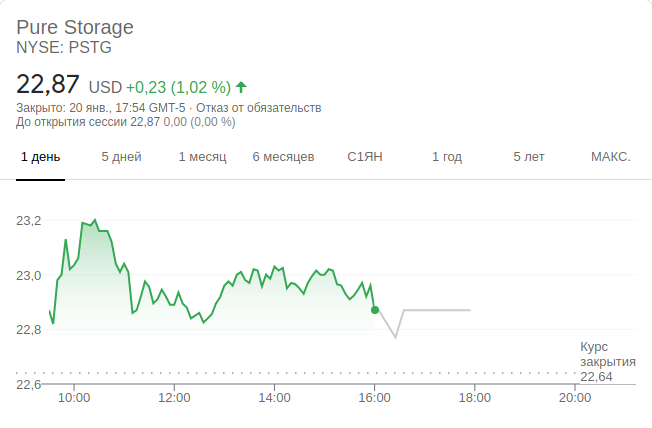 Pure Storage
NYSE: PSTG
22,87 USD +0,23 (1,02 %)
Закрыто: 20 янв., 17:54 GMT-5 · Отказ от обязательств
До открытия сессии 22,87 0,00 (0,00 %)
1 день 5 дней 1 месяц 6 месяцев С1ЯН 1 год 5 лет МАКС.
23,2
23,0
22,8
22,6
Курс
закрытия
22,64
10:00 12:00 14:00 16:00 18:00 20:00